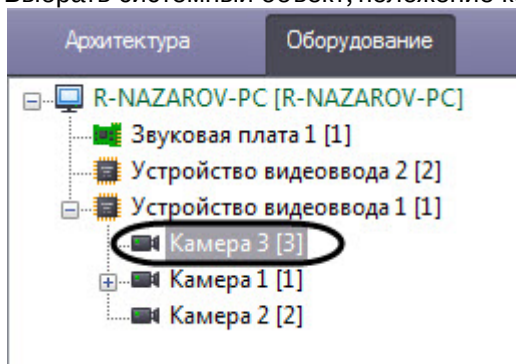 Выбрать системный объект, положение к
Архитектура Оборудование
R-NAZAROV-PC [R-NAZAROV-PC]
Звуковая плата 1 [1]
Устройство видеоввода 2 [2]
Устройство видеоввода 1 [1]
Камера 3 [3]
Камера 1 [1]
Камера 2 [2]